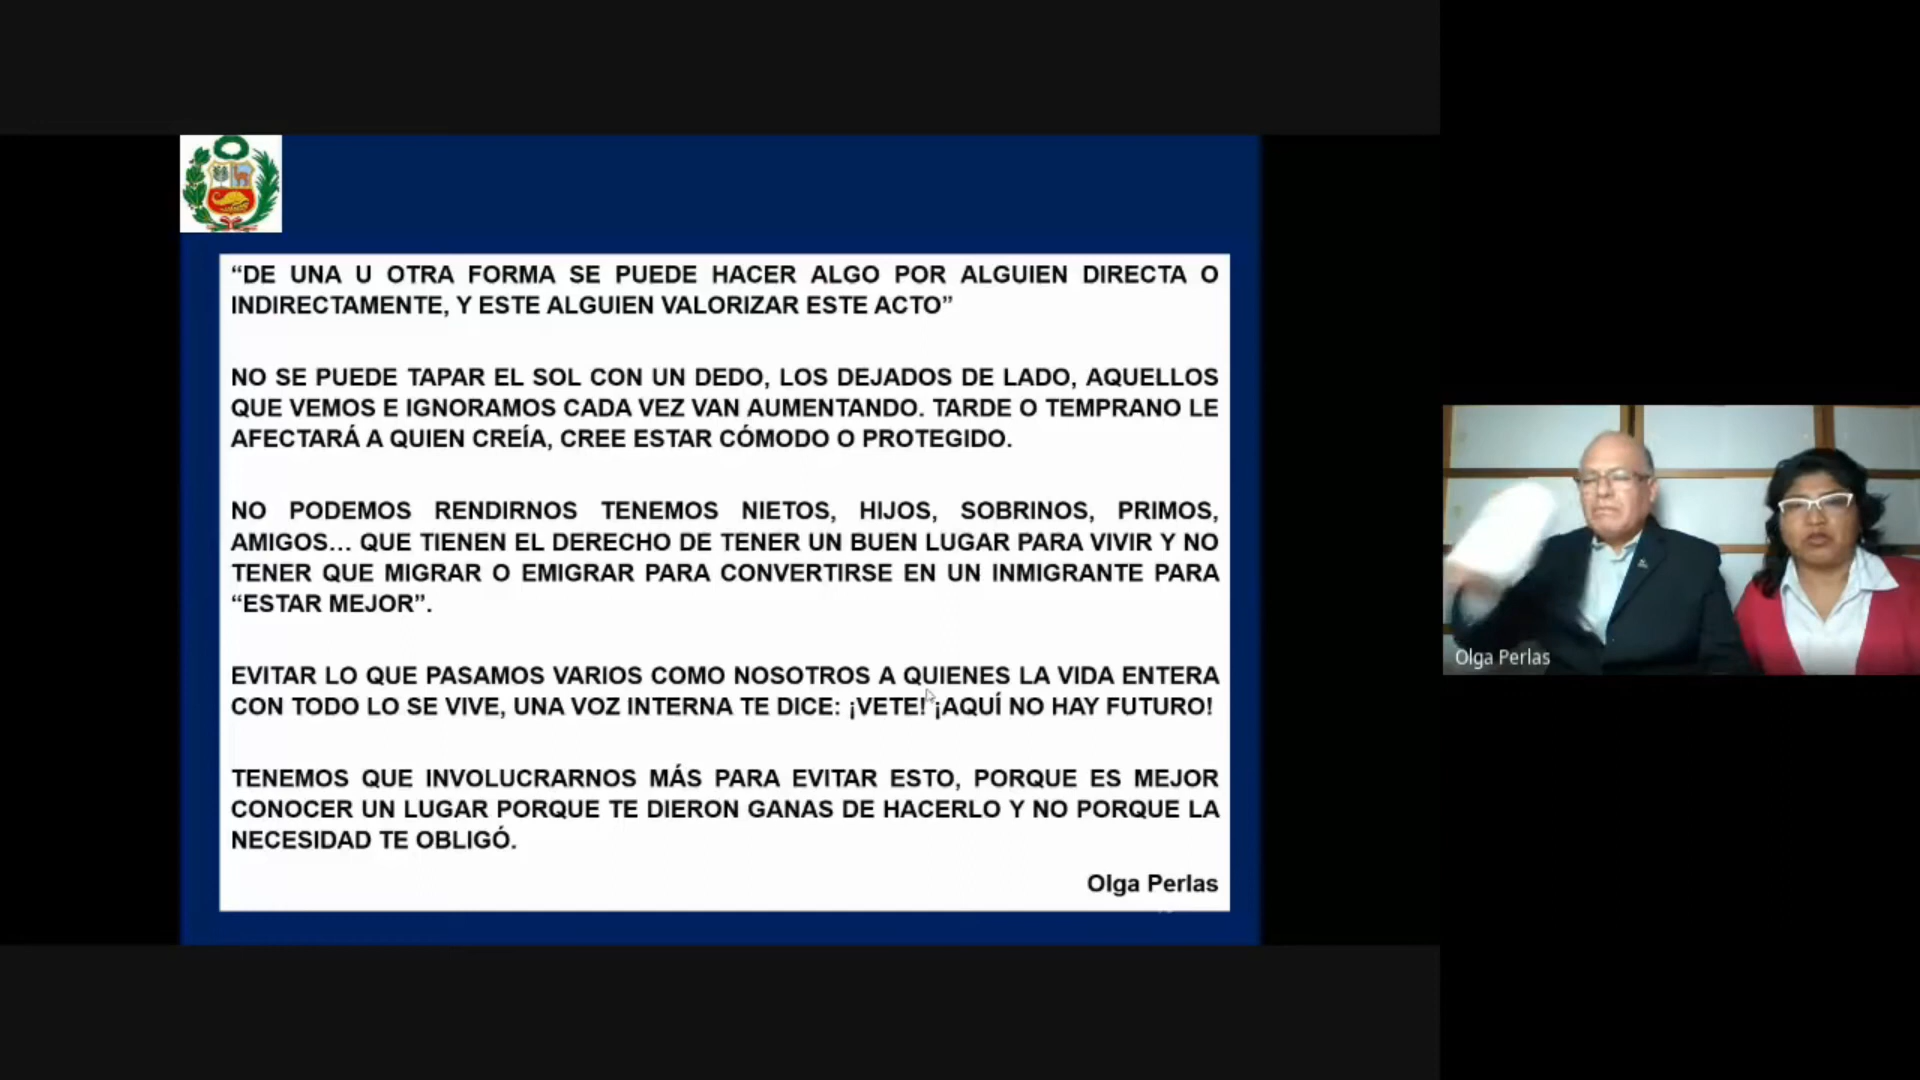 “DE UNA U OTRA FORMA SE PUEDE HACER ALGO POR ALGUIEN DIRECTA O
INDIRECTAMENTE, Y ESTE ALGUIEN VALORIZAR ESTE ACTO”
NO SE PUEDE TAPAR EL SOL CON UN DEDO, LOS DEJADOS DE LADO, AQUELLOS
QUE VEMOS E IGNORAMOS CADA VEZ VAN AUMENTANDO. TARDE O TEMPRANO LE
AFECTARÁ A QUIEN CREÍA, CREE ESTAR CÓMODO O PROTEGIDO.
NO PODEMOS RENDIRNOS TENEMOS NIETOS, HIJOS, SOBRINOS, PRIMOS,
AMIGOS... QUE TIENEN EL DERECHO DE TENER UN BUEN LUGAR PARA VIVIR Y NO
TENER QUE MIGRAR O EMIGRAR PARA CONVERTIRSE EN UN INMIGRANTE PARA
“ESTAR MEJOR”.
EVITAR LO QUE PASAMOS VARIOS COMO NOSOTROS A QUIENES LA VIDA ENTERA
CON TODO LO SE VIVE, UNA VOZ INTERNA TE DICE: ¡VETE! ¡AQUÍ NO HAY FUTURO!
TENEMOS QUE INVOLUCRARNOS MÁS PARA EVITAR ESTO, PORQUE ES MEJOR
CONOCER UN LUGAR PORQUE TE DIERON GANAS DE HACERLO Y NO PORQUE LA
NECESIDAD TE OBLIGÓ.
Olga Perlas
Olga Perlas